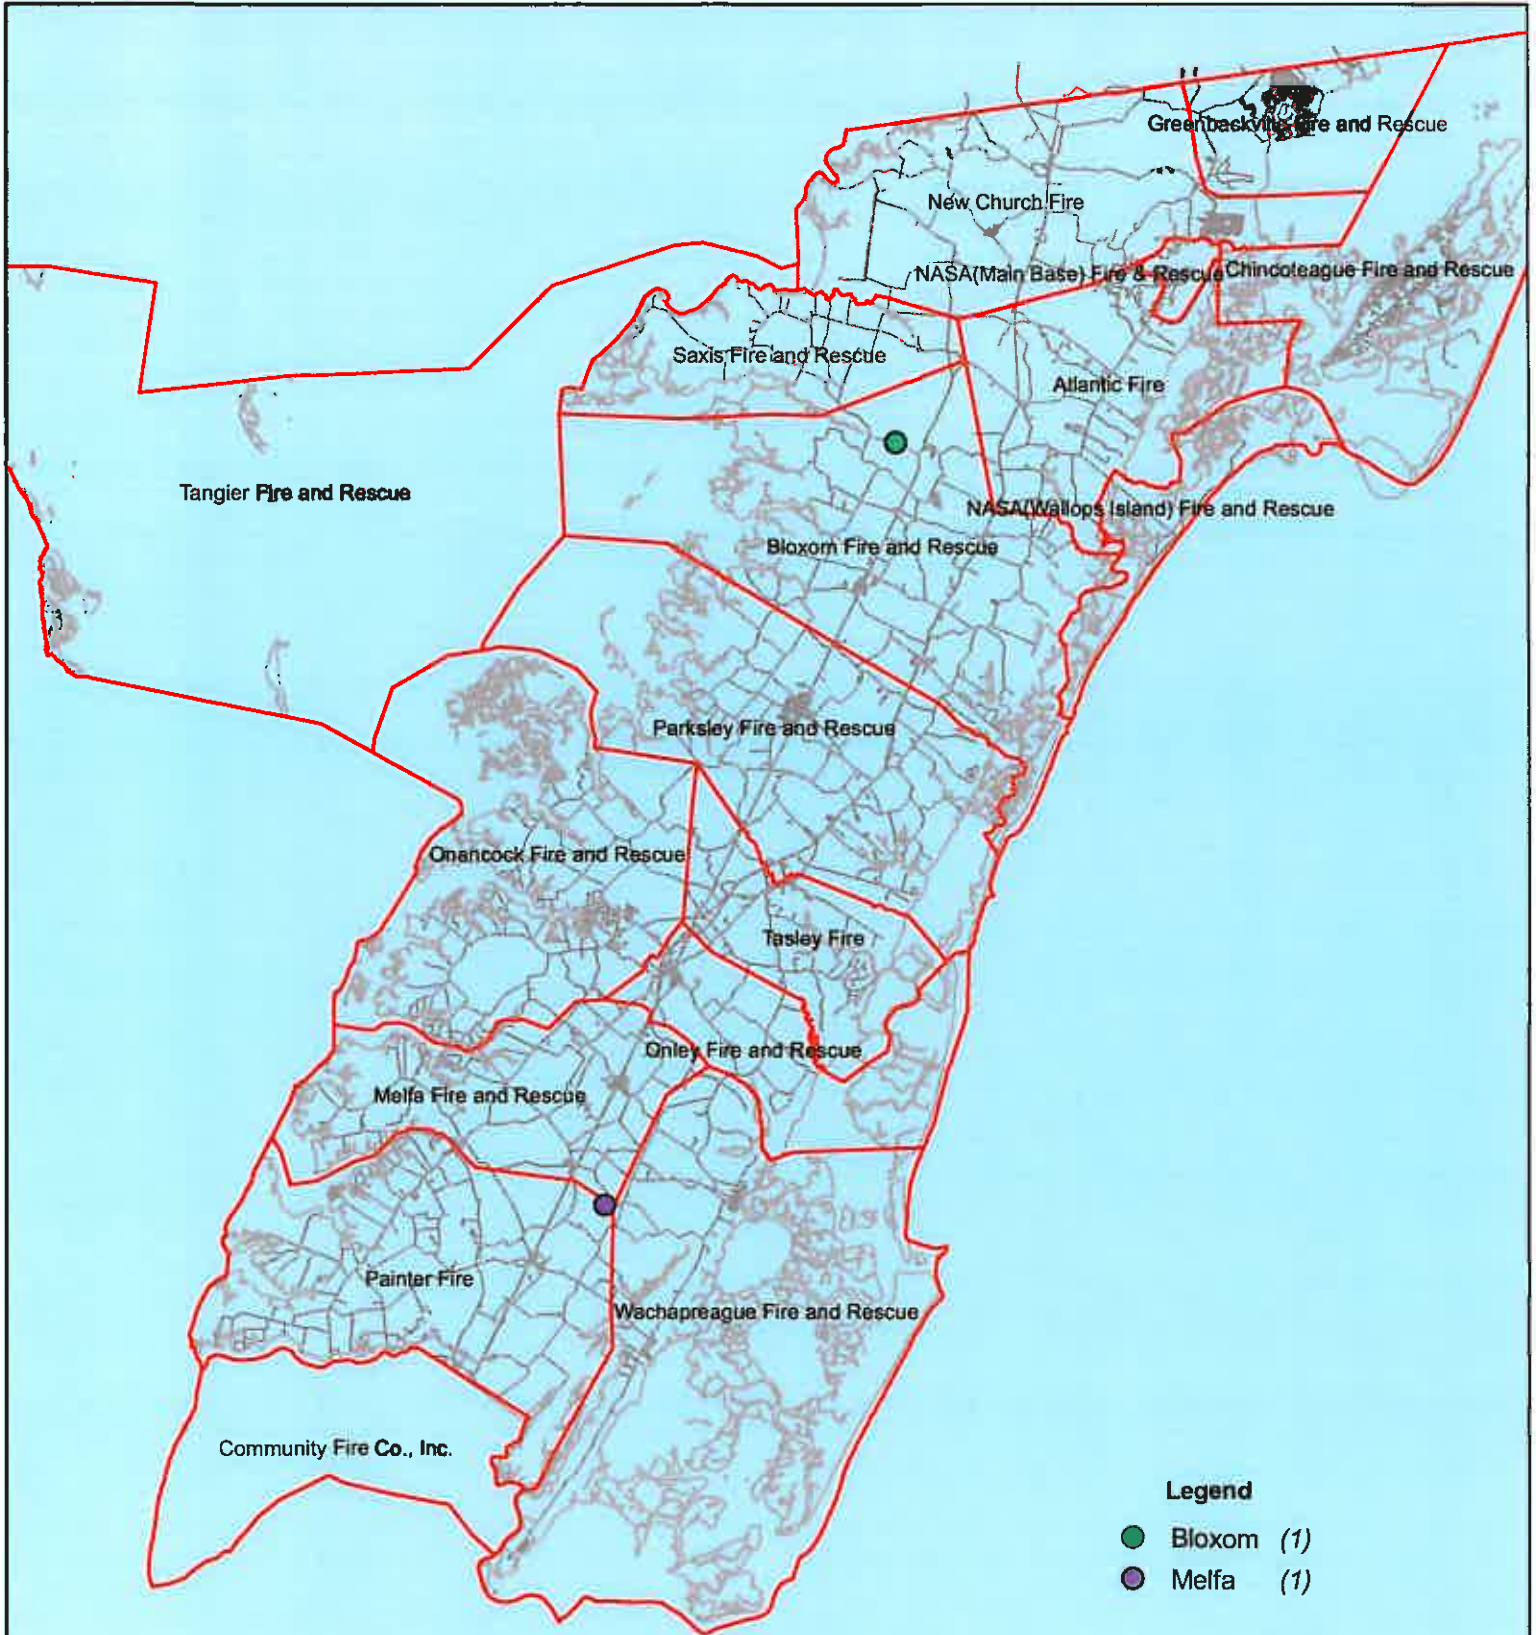 Greenbackville Fire and Rescue
New Church Fire
NASA(Main Base) Fire & Rescue
Chincoteague Fire and Rescue
Saxis Fire and Rescue
Atlantic Fire
Tangier Fire and Rescue
NASA(Wallops Island) Fire and Rescue
Bloxom Fire and Rescue
Parksley Fire and Rescue
Onancock Fire and Rescue
Tasley Fire
Onley Fire and Rescue
Melfa Fire and Rescue
Painter Fire
Wachapreague Fire and Rescue
Community Fire Co., Inc.
Legend
Bloxom (1)
Melfa (1)